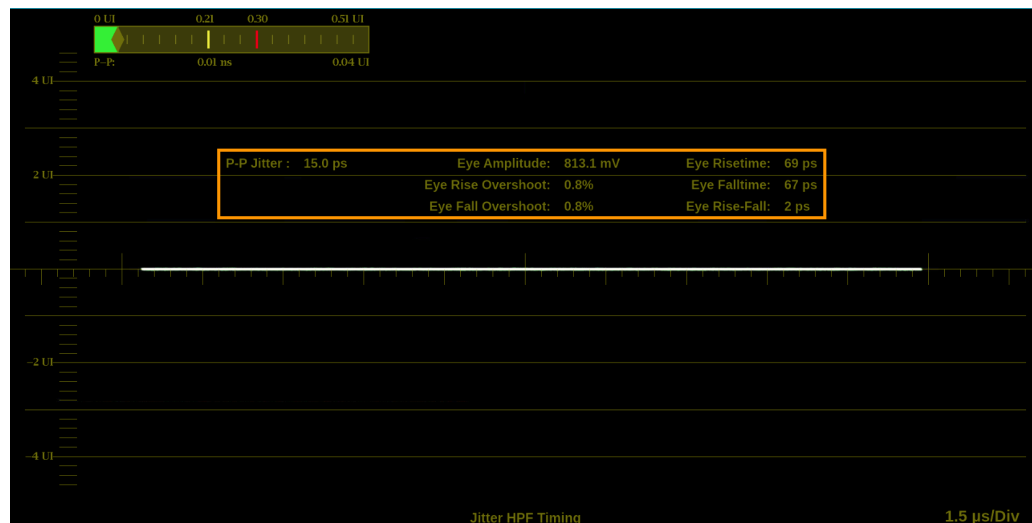 0 UI 0.21 0.30 0.51 UI
P-P: 0.01 ns 0.04 UI
4 UI
P-P Jitter : 15.0 ps Eye Amplitude: 813.1 mV Eye Risetime: 69 ps
2 UI
Eye Rise Overshoot: 0.8% Eye Falltime: 67 ps
Eye Fall Overshoot: 0.8% Eye Rise-Fall: 2 ps
-2 UI
-4 UI
Jitter HPF Timing 1.5 µs/Div